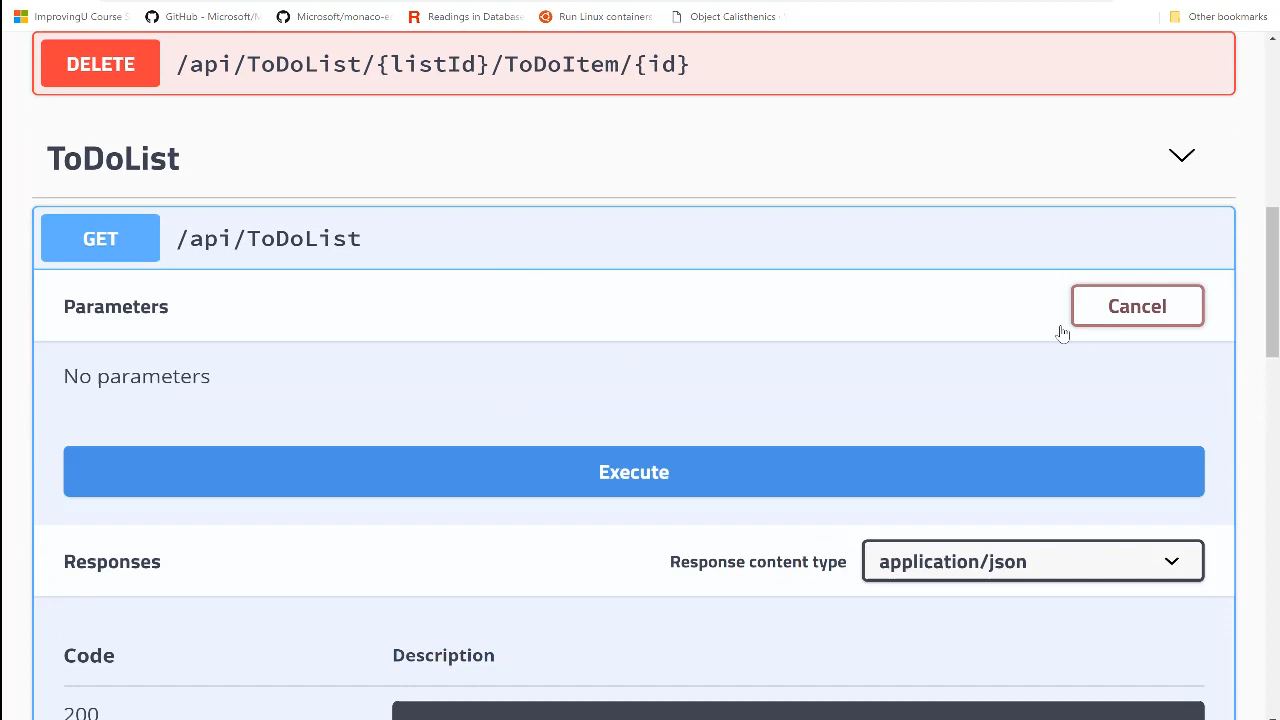 ImprovingU Course S
GitHub - Microsoft/M
Microsoft/monaco-e
Readings in Database
Run Linux containers
Object Calisthenics
Other bookmarks
DELETE /api/ToDoList/{listId}/ToDoItem/{id}
ToDoList
GET /api/ToDoList
Parameters
Cancel
No parameters
Execute
Responses
Response content type
application/json
Code
Description
200